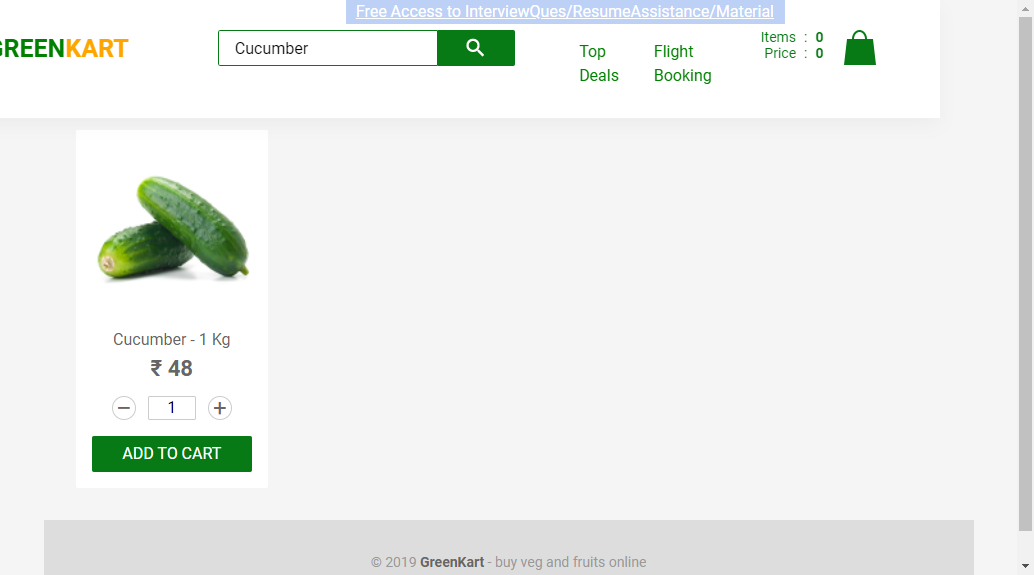 Free Access to InterviewQues/ResumeAssistance/Material
GREENKART
Cucumber
Top
Deals
Flight
Booking
Items : 0
Price : 0
Cucumber - 1 Kg
₹ 48
1
ADD TO CART
© 2019 GreenKart - buy veg and fruits online